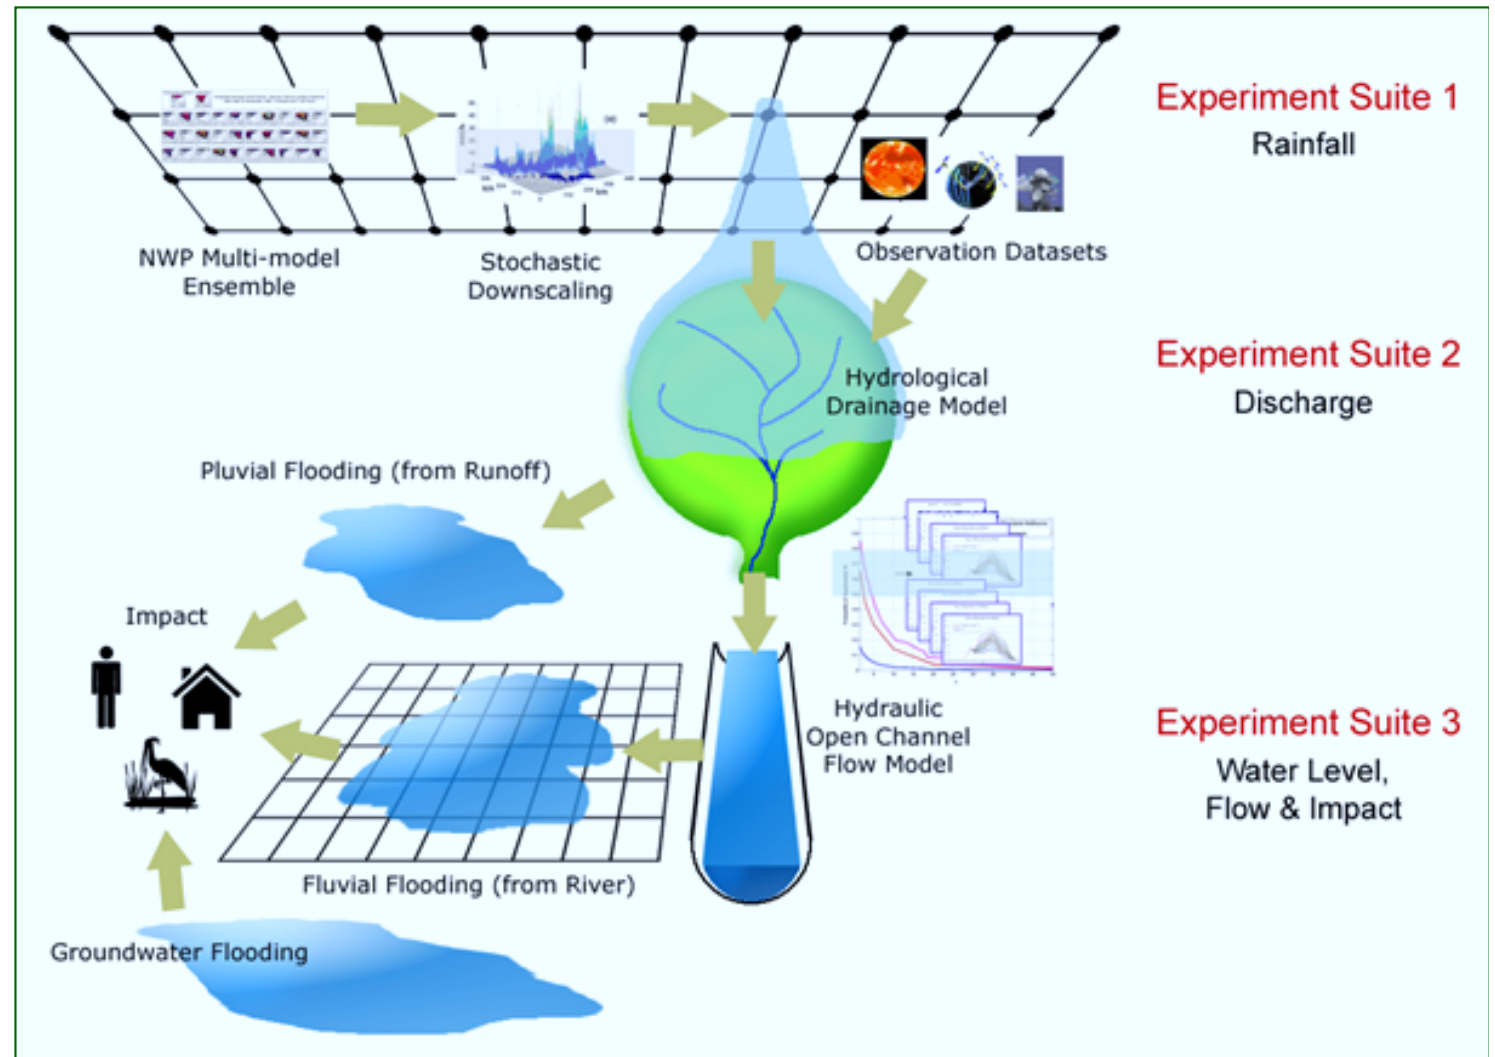 Experiment Suite 1
Rainfall
NWP Multi-model
Ensemble
Stochastic
Downscaling
Observation Datasets
Experiment Suite 2
Discharge
Hydrological
Drainage Model
Pluvial Flooding (from Runoff)
Impact
Hydraulic
Open Channel
Flow Model
Experiment Suite 3
Water Level,
Flow & Impact
Fluvial Flooding (from River)
Groundwater Flooding